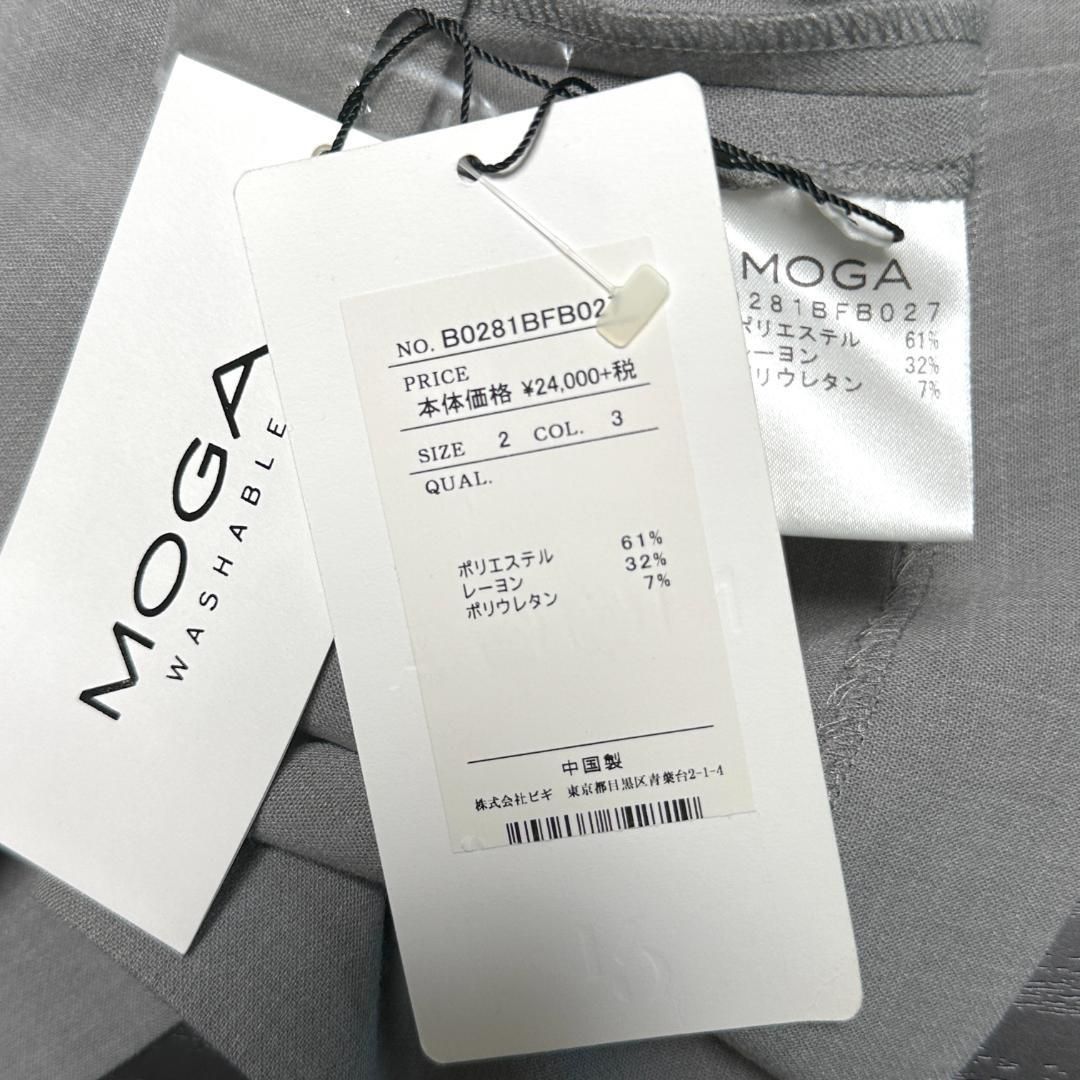 MOGA
WASHABLE
NO. B0281BFB02
PRICE
本体価格 ¥24,000+税
SIZE 2 COL. 3
QUAL.
ポリエステル 61%
レーヨン 32%
ポリウレタン 7%
中国製
株式会社ビギ 東京都目黒区青葉台2-1-4
MOGA
281BFB027
ポリエステル 61%
ーヨン 32%
リウレタン 7%